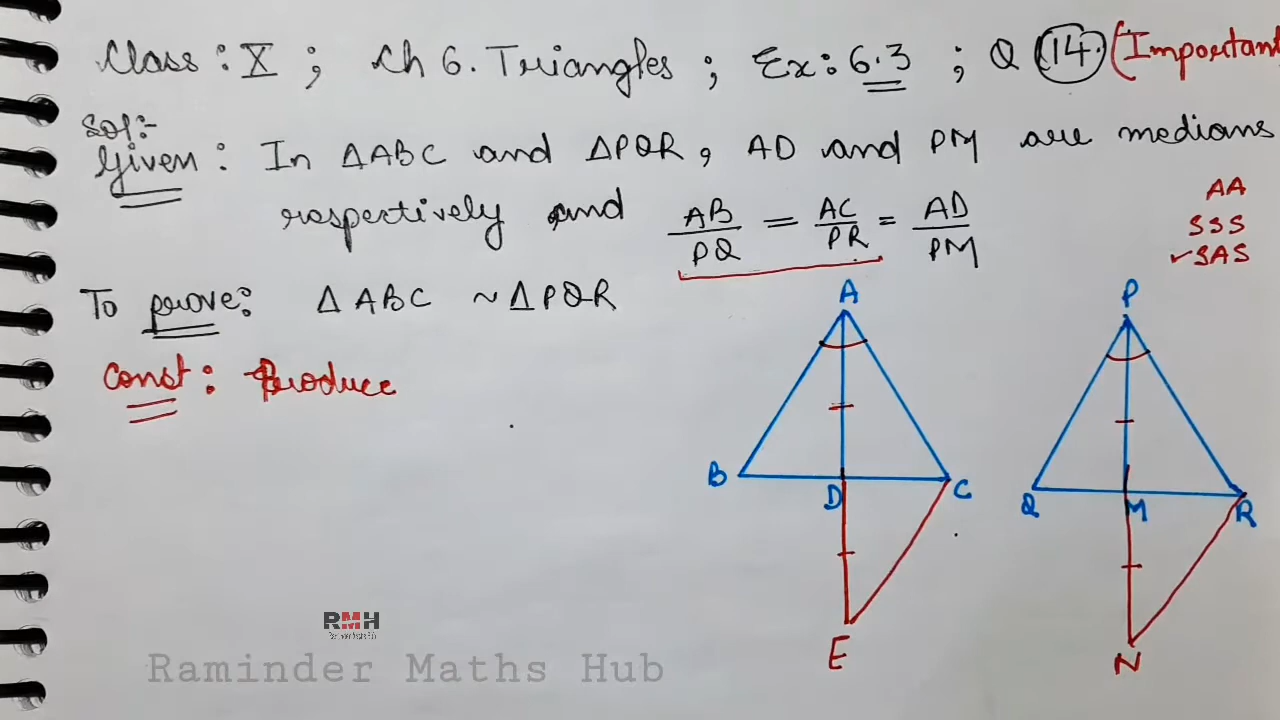 Class : X ; Ch 6. Triangles ; Ex: 6.3 ; Q 14. (Important
Sol:-
Given : In ΔABC and ΔPQR, AD and PM are medians
respectively and AB/PQ = AC/PR = AD/PM
AA
SSS
✓SAS
To prove: ΔABC ~ ΔPQR
Const: Produce
A
P
B D C
Q M R
E
N
RMH
Raminder Maths Hub